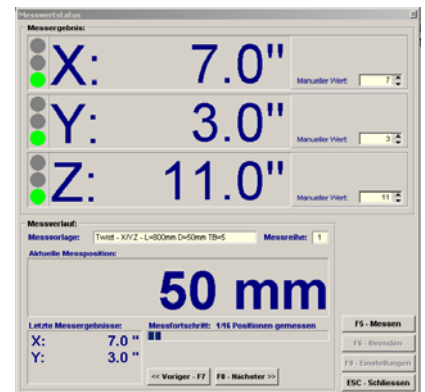 Messwertstatus
Messergebnis:
X: 7.0"
Manueller Wert: 7
Y: 3.0"
Manueller Wert: 3
Z: 11.0"
Manueller Wert: 11
Messverlauf:
Messvorlage: Twist - X/Y Z - L=800mm D=50mm TB=5 Messreihe: 1
Aktuelle Messposition:
50 mm
Letzte Messergebnisse:
X: 7.0 "
Y: 3.0 "
Messfortschritt: 1/16 Positionen gemessen
<< Voriger - F7 F8 - Nächster >>
F5 - Messen
F6 - Beenden
F9 - Einstellungen
ESC - Schliessen